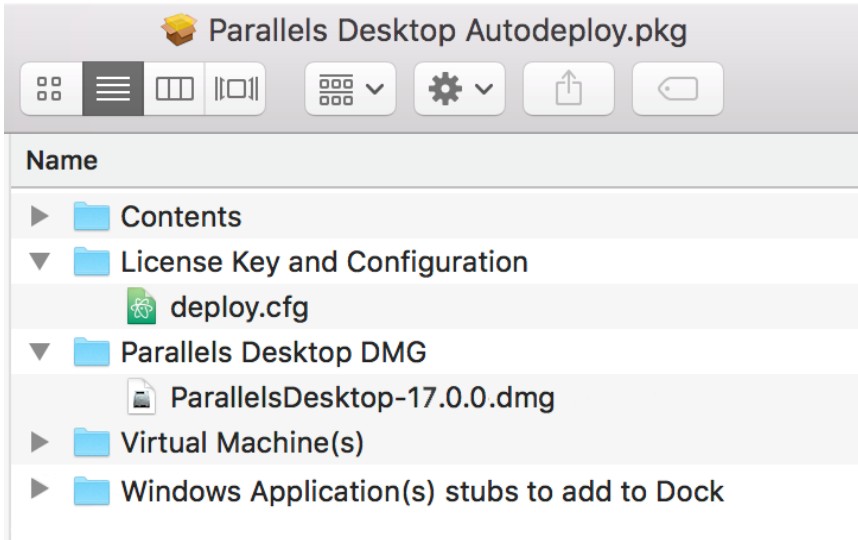 Parallels Desktop Autodeploy.pkg
Name
Contents
License Key and Configuration
deploy.cfg
Parallels Desktop DMG
ParallelsDesktop-17.0.0.dmg
Virtual Machine(s)
Windows Application(s) stubs to add to Dock